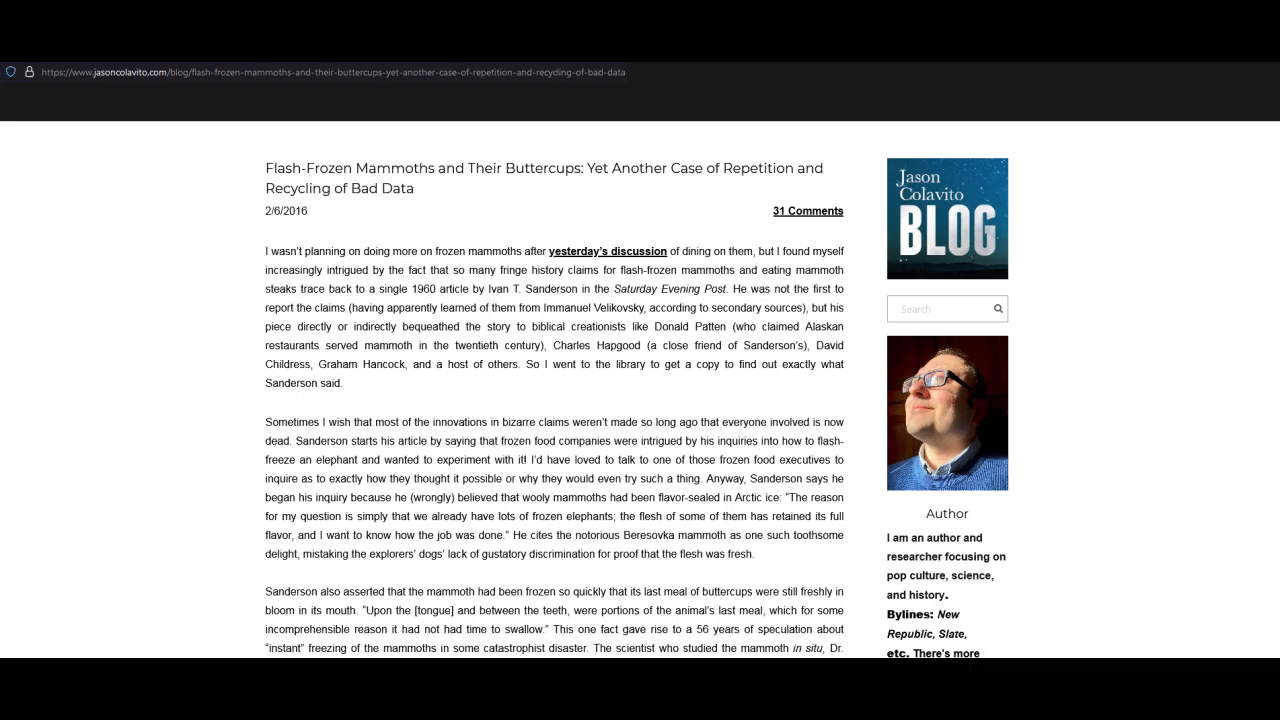 https://www.jasoncolavito.com/blog/flash-frozen-mammoths-and-their-buttercups-yet-another-case-of-repetition-and-recycling-of-bad-data
Flash-Frozen Mammoths and Their Buttercups: Yet Another Case of Repetition and
Recycling of Bad Data
2/6/2016
31 Comments
I wasn’t planning on doing more on frozen mammoths after yesterday’s discussion of dining on them, but I found myself
increasingly intrigued by the fact that so many fringe history claims for flash-frozen mammoths and eating mammoth
steaks trace back to a single 1960 article by Ivan T. Sanderson in the Saturday Evening Post. He was not the first to
report the claims (having apparently learned of them from Immanuel Velikovsky, according to secondary sources), but his
piece directly or indirectly bequeathed the story to biblical creationists like Donald Patten (who claimed Alaskan
restaurants served mammoth in the twentieth century), Charles Hapgood (a close friend of Sanderson’s), David
Childress, Graham Hancock, and a host of others. So I went to the library to get a copy to find out exactly what
Sanderson said.
Sometimes I wish that most of the innovations in bizarre claims weren’t made so long ago that everyone involved is now
dead. Sanderson starts his article by saying that frozen food companies were intrigued by his inquiries into how to flash-
freeze an elephant and wanted to experiment with it! I’d have loved to talk to one of those frozen food executives to
inquire as to exactly how they thought it possible or why they would even try such a thing. Anyway, Sanderson says he
began his inquiry because he (wrongly) believed that wooly mammoths had been flavor-sealed in Arctic ice: “The reason
for my question is simply that we already have lots of frozen elephants; the flesh of some of them has retained its full
flavor, and I want to know how the job was done.” He cites the notorious Beresovka mammoth as one such toothsome
delight, mistaking the explorers’ dogs’ lack of gustatory discrimination for proof that the flesh was fresh.
Sanderson also asserted that the mammoth had been frozen so quickly that its last meal of buttercups were still freshly in
bloom in its mouth. “Upon the [tongue] and between the teeth, were portions of the animal’s last meal, which for some
incomprehensible reason it had not had time to swallow.” This one fact gave rise to a 56 years of speculation about
“instant” freezing of the mammoths in some catastrophist disaster. The scientist who studied the mammoth in situ, Dr.
Jason
Colavito
BLOG
Search
Author
I am an author and
researcher focusing on
pop culture, science,
and history.
Bylines: New
Republic, Slate,
etc. There's more